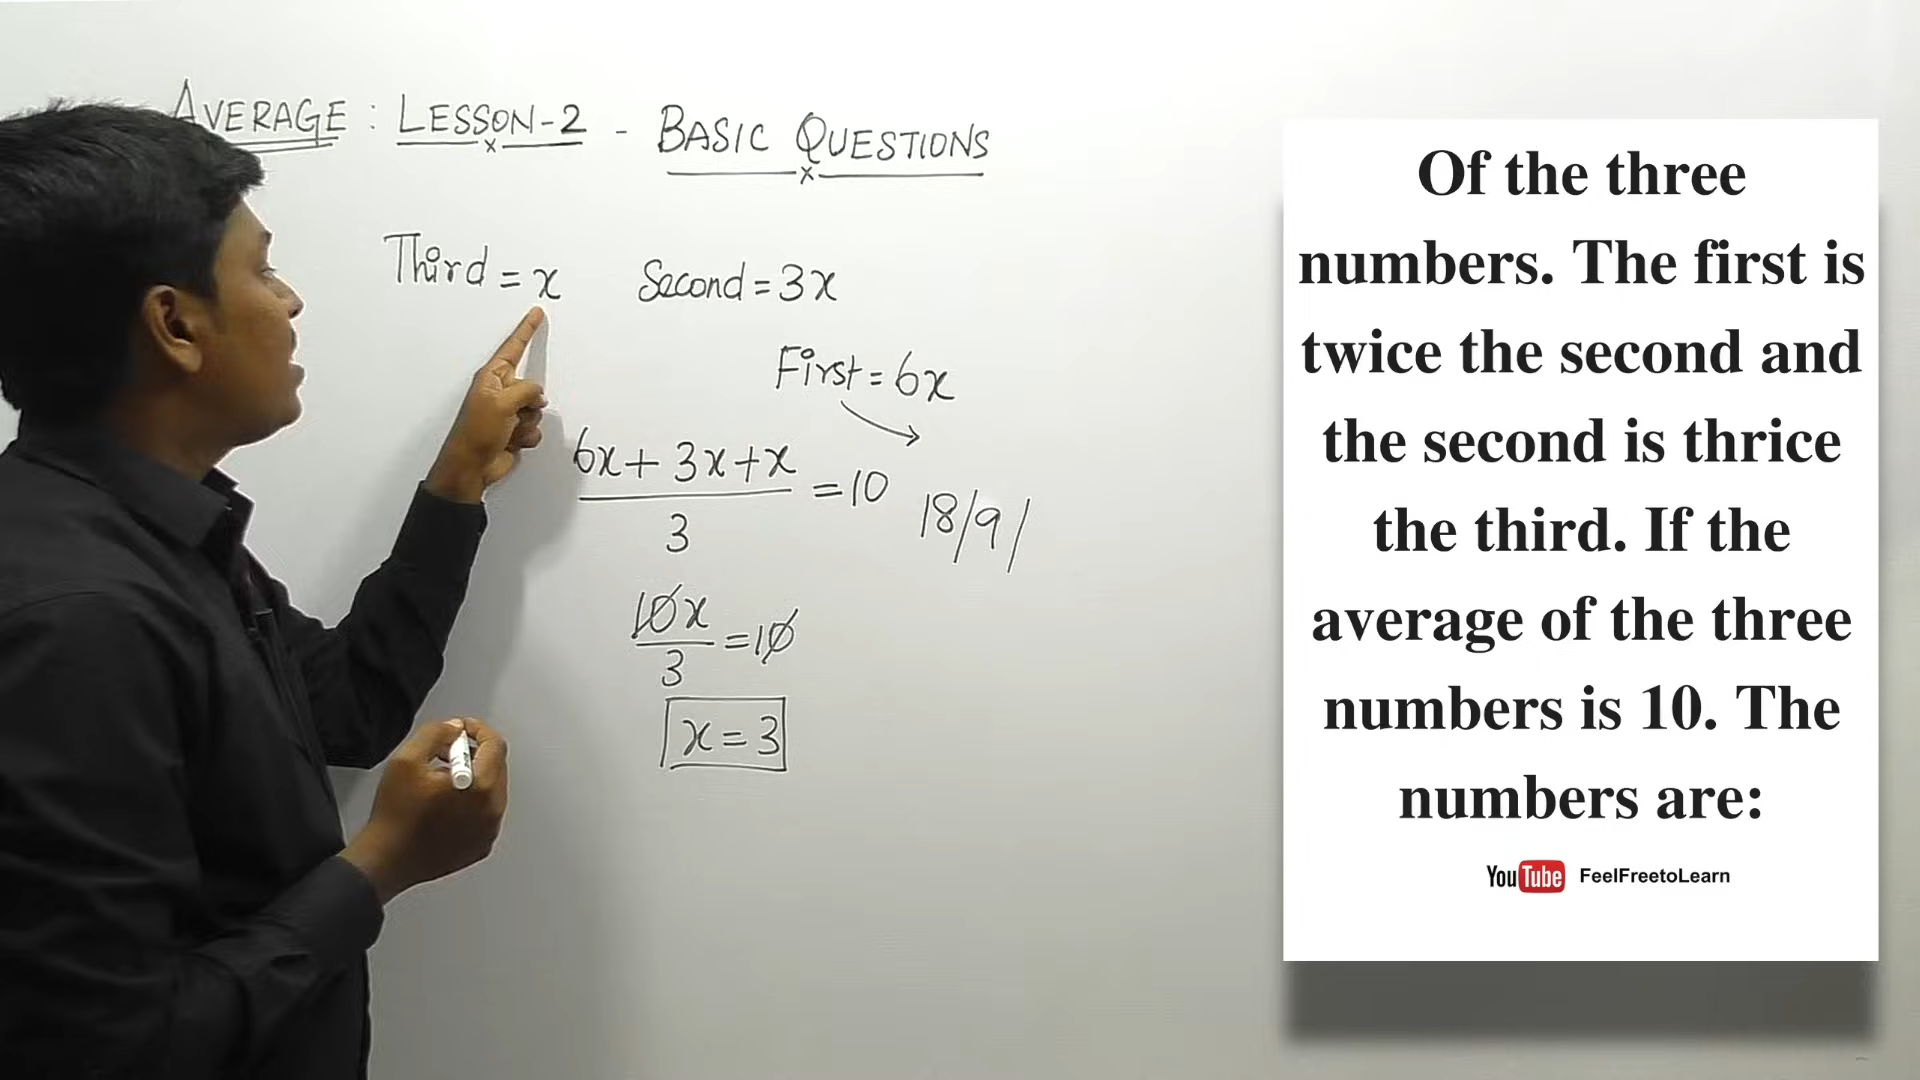 AVERAGE : LESSON-2 - BASIC QUESTIONS
Third = x Second = 3x
First = 6x
6x + 3x + x
3
= 10
18/9/
10x
3
= 10
x = 3
Of the three
numbers. The first is
twice the second and
the second is thrice
the third. If the
average of the three
numbers is 10. The
numbers are:
YouTube FeelFreetoLearn